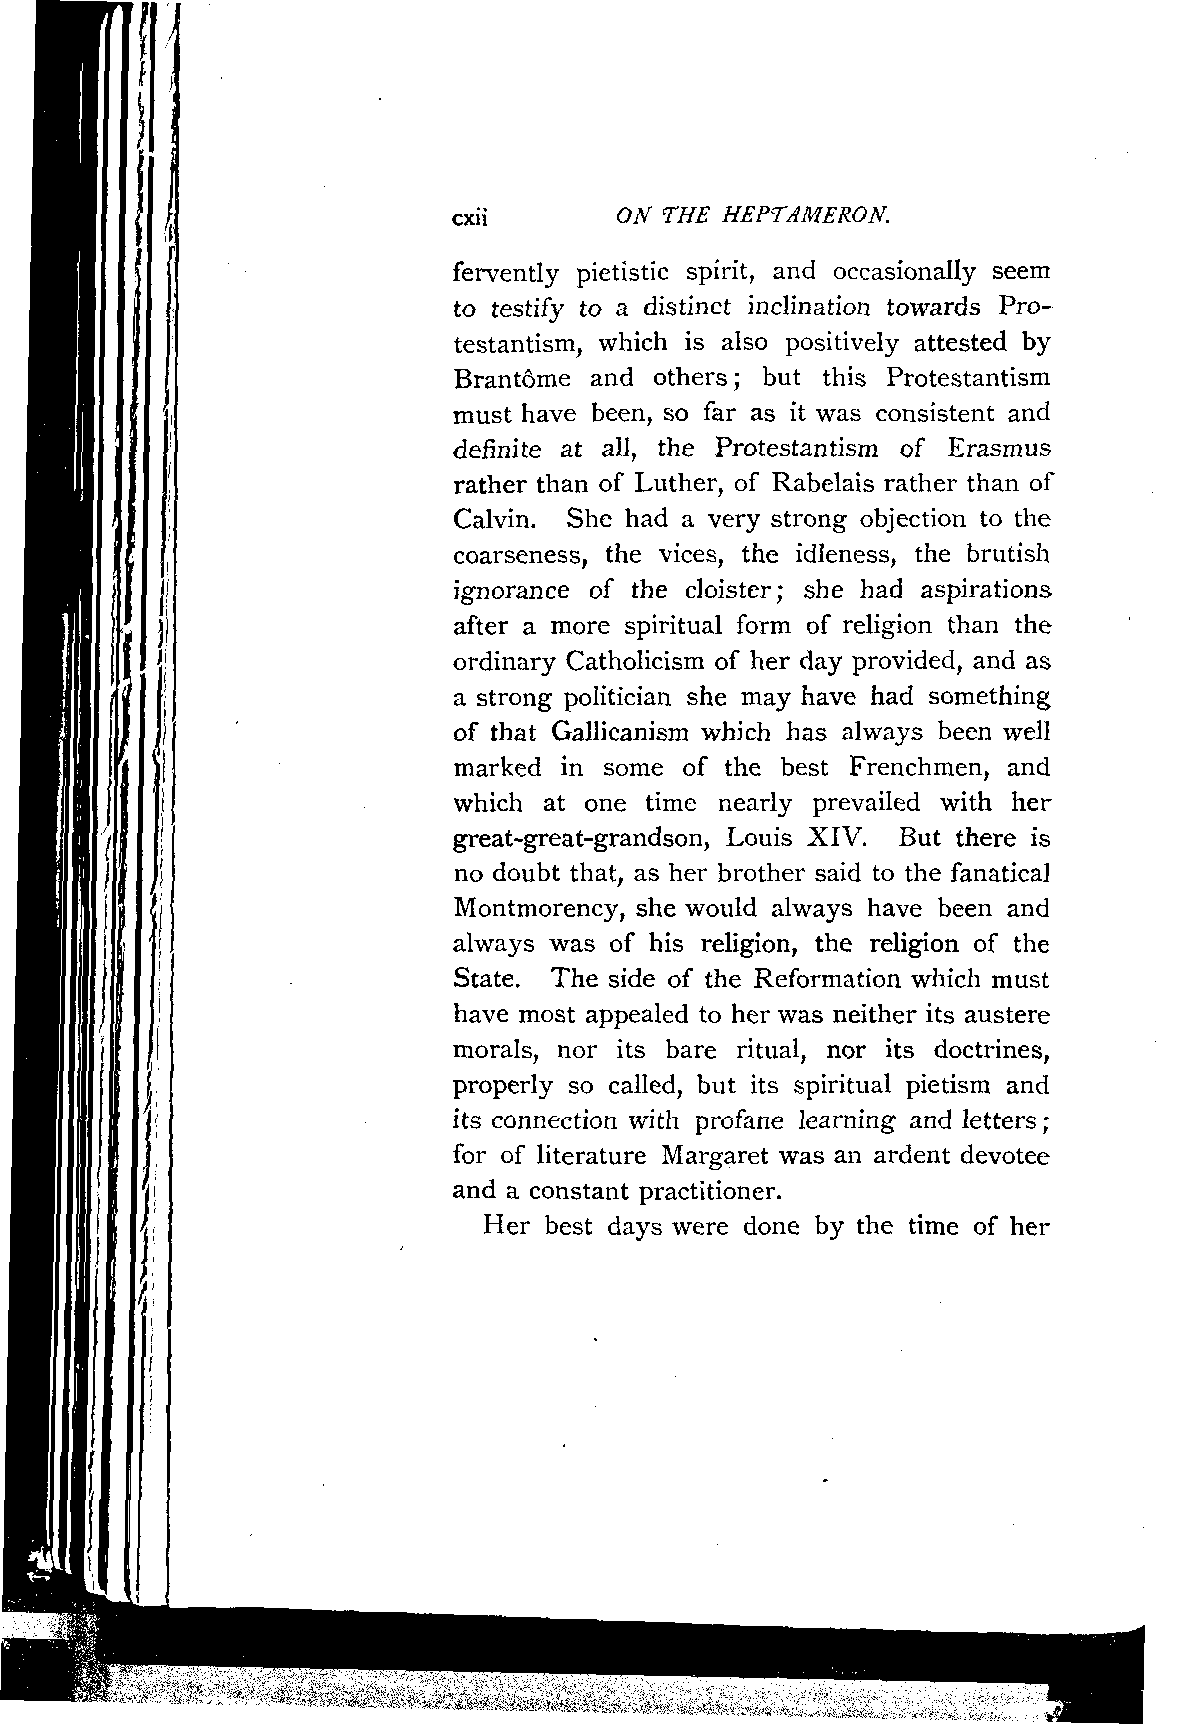 cxii ON THE HEPTAMERON.
fervently pietistic spirit, and occasionally seem
to testify to a distinct inclination towards Pro-
testantism, which is also positively attested by
Brantôme and others; but this Protestantism
must have been, so far as it was consistent and
definite at all, the Protestantism of Erasmus
rather than of Luther, of Rabelais rather than of
Calvin. She had a very strong objection to the
coarseness, the vices, the idleness, the brutish
ignorance of the cloister; she had aspirations
after a more spiritual form of religion than the
ordinary Catholicism of her day provided, and as
a strong politician she may have had something
of that Gallicanism which has always been well
marked in some of the best Frenchmen, and
which at one time nearly prevailed with her
great-great-grandson, Louis XIV. But there is
no doubt that, as her brother said to the fanatical
Montmorency, she would always have been and
always was of his religion, the religion of the
State. The side of the Reformation which must
have most appealed to her was neither its austere
morals, nor its bare ritual, nor its doctrines,
properly so called, but its spiritual pietism and
its connection with profane learning and letters;
for of literature Margaret was an ardent devotee
and a constant practitioner.
Her best days were done by the time of her